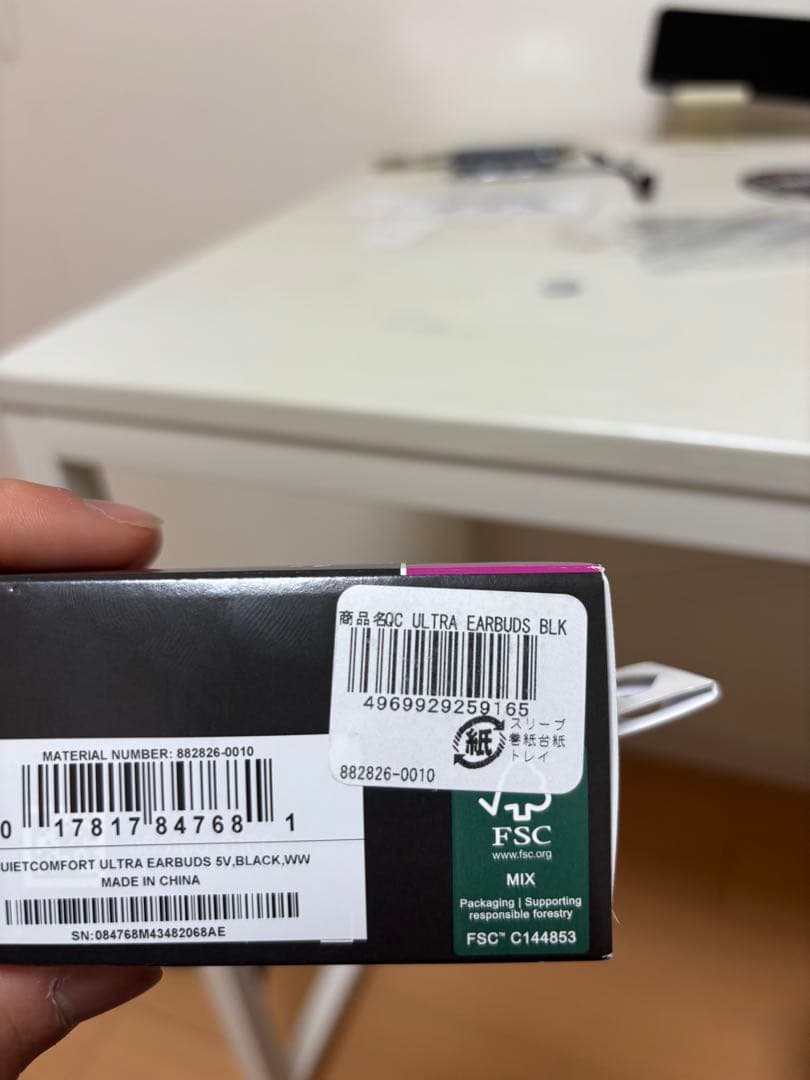 商品名QC ULTRA EARBUDS BLK
4969929259165
紙
スリーブ
巻紙台紙
トレイ
882826-0010
MATERIAL NUMBER: 882826-0010
0 17817 84768 1
UIETCOMFORT ULTRA EARBUDS 5V,BLACK,WW
MADE IN CHINA
SN:084768M43482068AE
FSC
www.fsc.org
MIX
Packaging | Supporting
responsible forestry
FSC™ C144853